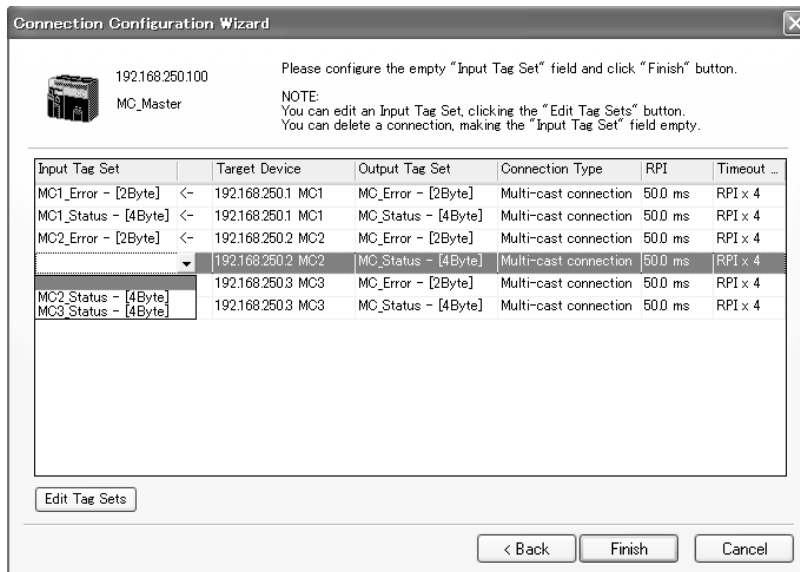 Connection Configuration Wizard
192.168.250.100
MC_Master
Please configure the empty "Input Tag Set" field and click "Finish" button.
NOTE:
You can edit an Input Tag Set, clicking the "Edit Tag Sets" button.
You can delete a connection, making the "Input Tag Set" field empty.
Input Tag Set Target Device Output Tag Set Connection Type RPI Timeout ...
MC1_Error - [2Byte] <- 192.168.250.1 MC1 MC_Error - [2Byte] Multi-cast connection 50.0 ms RPI x 4
MC1_Status - [4Byte] <- 192.168.250.1 MC1 MC_Status - [4Byte] Multi-cast connection 50.0 ms RPI x 4
MC2_Error - [2Byte] <- 192.168.250.2 MC2 MC_Error - [2Byte] Multi-cast connection 50.0 ms RPI x 4
192.168.250.2 MC2 MC_Status - [4Byte] Multi-cast connection 50.0 ms RPI x 4
192.168.250.3 MC3 MC_Error - [2Byte] Multi-cast connection 50.0 ms RPI x 4
MC2_Status - [4Byte]
MC3_Status - [4Byte]
192.168.250.3 MC3 MC_Status - [4Byte] Multi-cast connection 50.0 ms RPI x 4
Edit Tag Sets
< Back Finish Cancel